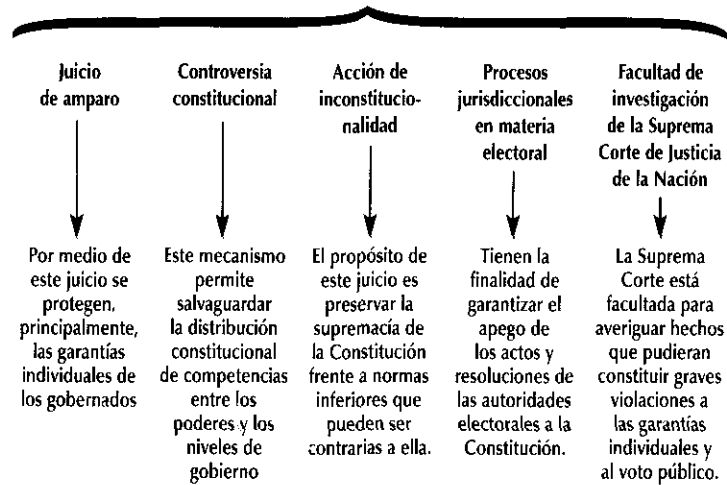 Juicio
de amparo
Controversia
constitucional
Acción de
inconstitucio-
nalidad
Procesos
jurisdiccionales
en materia
electoral
Facultad de
investigación
de la Suprema
Corte de Justicia
de la Nación
Por medio de
este juicio se
protegen,
principalmente,
las garantías
individuales de
los gobernados
Este mecanismo
permite
salvaguardar
la distribución
constitucional
de competencias
entre los
poderes y los
niveles de
gobierno
El propósito de
este juicio es
preservar la
supremacía de
la Constitución
frente a normas
inferiores que
pueden ser
contrarias a ella.
Tienen la
finalidad de
garantizar el
apego de
los actos y
resoluciones de
las autoridades
electorales a la
Constitución.
La Suprema
Corte está
facultada para
averiguar hechos
que pudieran
constituir graves
violaciones a
las garantías
individuales y
al voto público.